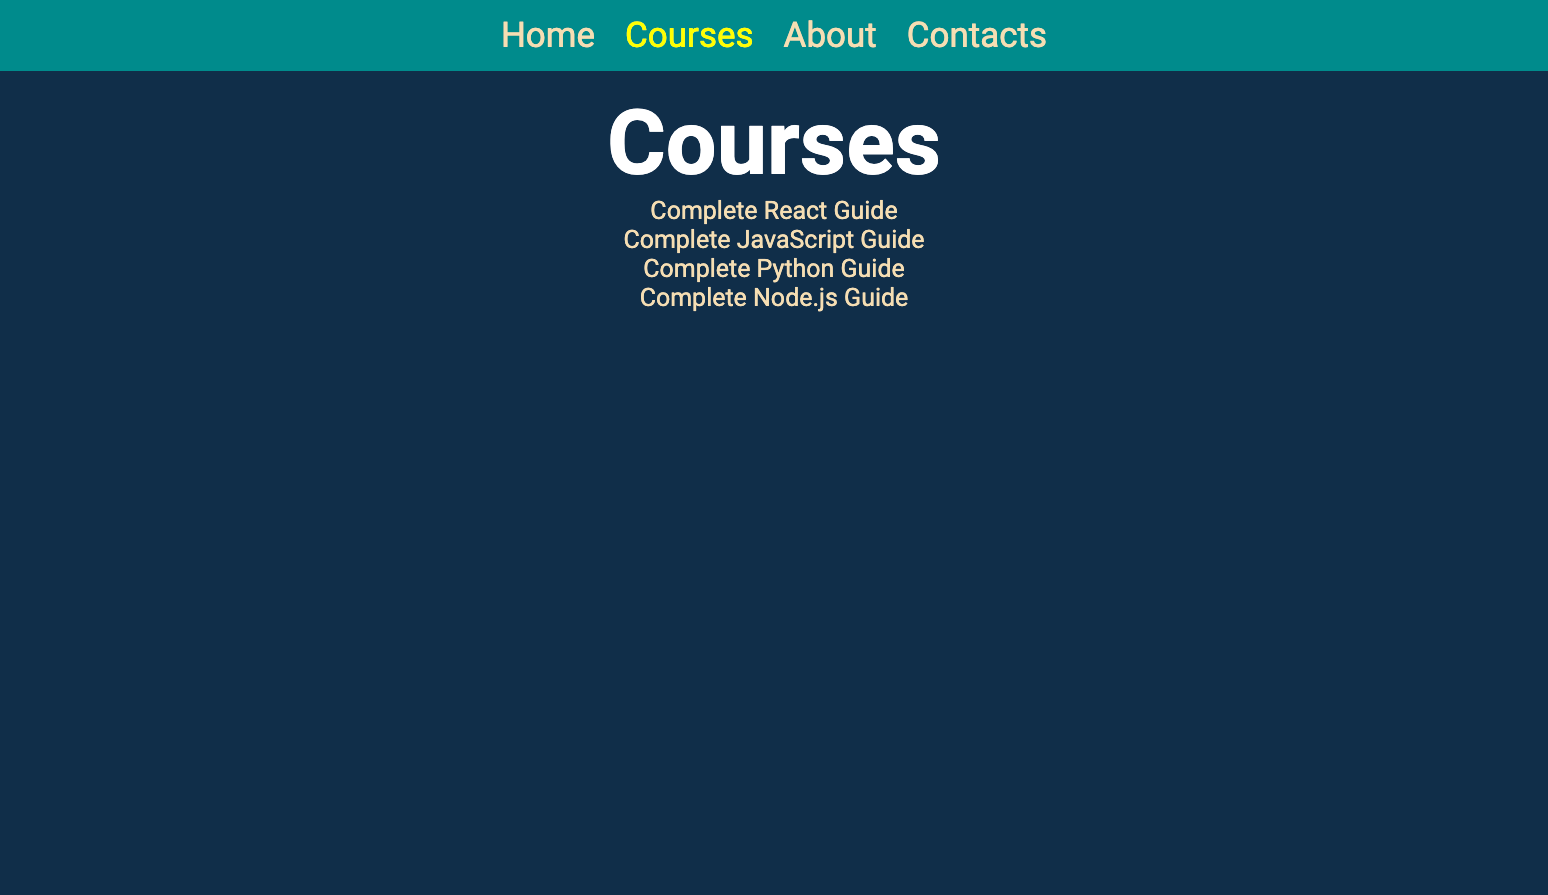 Home Courses About Contacts
Courses
Complete React Guide
Complete JavaScript Guide
Complete Python Guide
Complete Node.js Guide